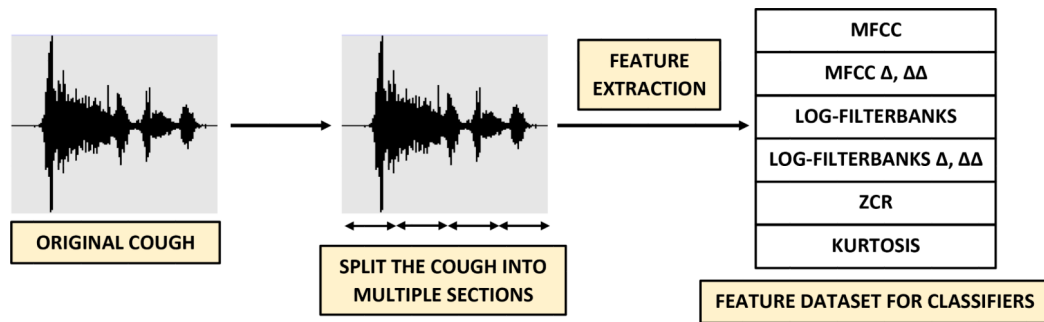 ORIGINAL COUGH
SPLIT THE COUGH INTO
MULTIPLE SECTIONS
FEATURE
EXTRACTION
MFCC
MFCC Δ, ΔΔ
LOG-FILTERBANKS
LOG-FILTERBANKS Δ, ΔΔ
ZCR
KURTOSIS
FEATURE DATASET FOR CLASSIFIERS